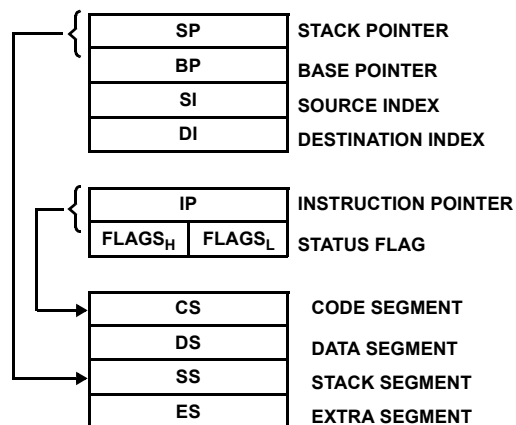 SP STACK POINTER
BP BASE POINTER
SI SOURCE INDEX
DI DESTINATION INDEX
IP INSTRUCTION POINTER
FLAGSH FLAGSL STATUS FLAG
CS CODE SEGMENT
DS DATA SEGMENT
SS STACK SEGMENT
ES EXTRA SEGMENT